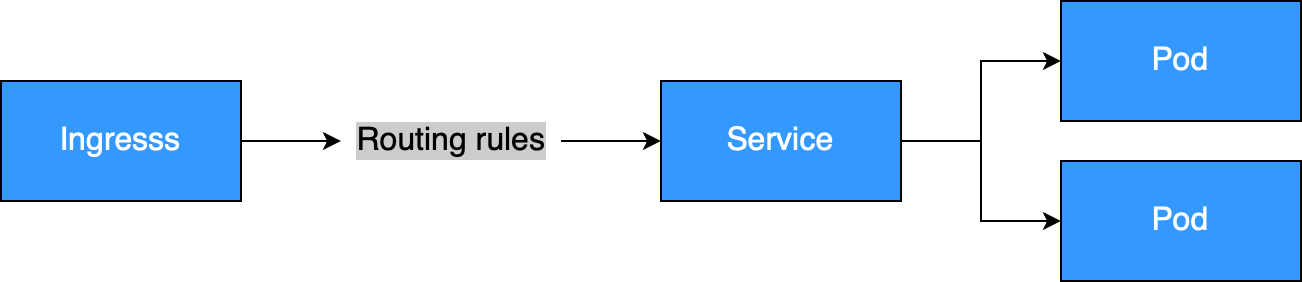 Ingresss
Routing rules
Service
Pod
Pod